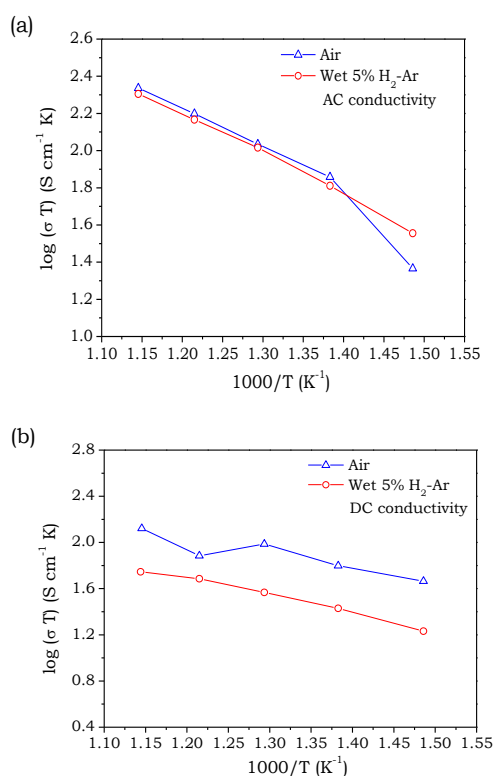 (a)
2.6
2.4
2.2
2.0
1.8
1.6
1.4
1.2
1.0
log (σ T) (S cm⁻¹ K)
Air
Wet 5% H₂-Ar
AC conductivity
1.10 1.15 1.20 1.25 1.30 1.35 1.40 1.45 1.50 1.55
1000/T (K⁻¹)
(b)
2.8
2.4
2.0
1.6
1.2
0.8
0.4
log (σ T) (S cm⁻¹ K)
Air
Wet 5% H₂-Ar
DC conductivity
1.10 1.15 1.20 1.25 1.30 1.35 1.40 1.45 1.50 1.55
1000/T (K⁻¹)